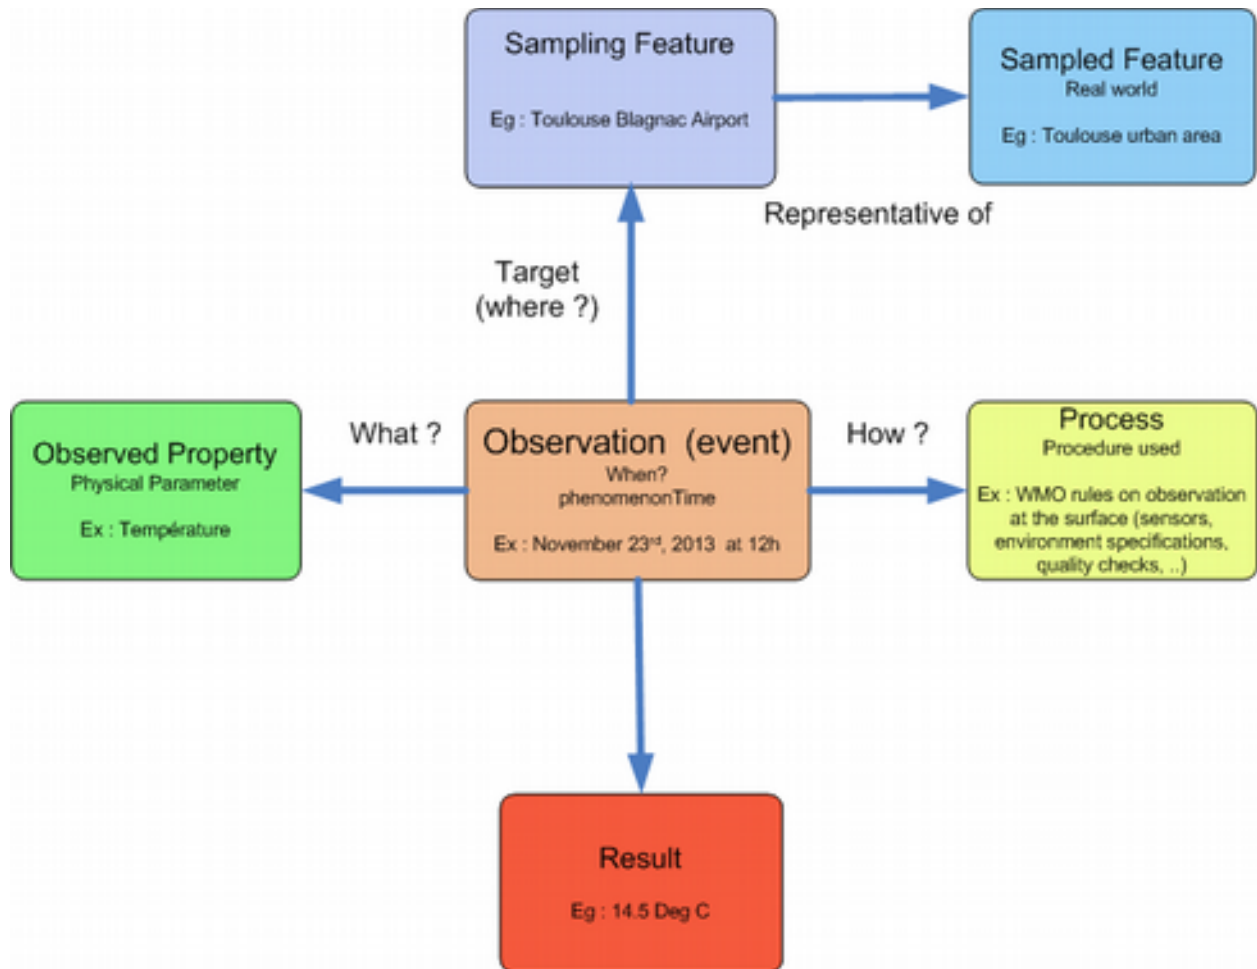 Sampling Feature
Eg : Toulouse Blagnac Airport
Sampled Feature
Real world
Eg : Toulouse urban area
Representative of
Target
(where ?)
Observed Property
Physical Parameter
Ex : Température
What ?
Observation (event)
When?
phenomenonTime
Ex : November 23rd, 2013 at 12h
How ?
Process
Procedure used
Ex : WMO rules on observation
at the surface (sensors,
environment specifications,
quality checks, ..)
Result
Eg : 14.5 Deg C